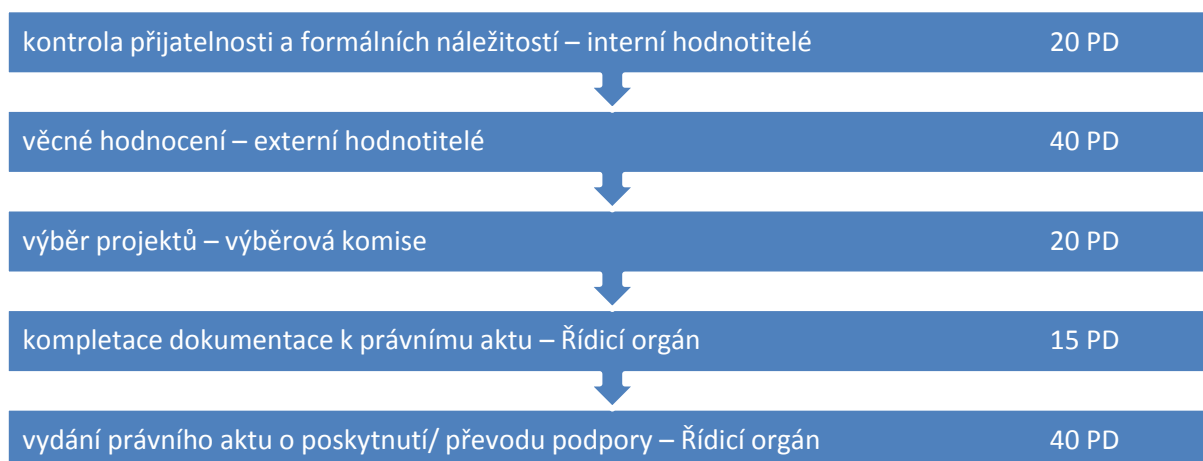 kontrola přijatelnosti a formálních náležitostí – interní hodnotitelé 20 PD
věcné hodnocení – externí hodnotitelé 40 PD
výběr projektů – výběrová komise 20 PD
kompletace dokumentace k právnímu aktu – Řídicí orgán 15 PD
vydání právního aktu o poskytnutí/ převodu podpory – Řídicí orgán 40 PD